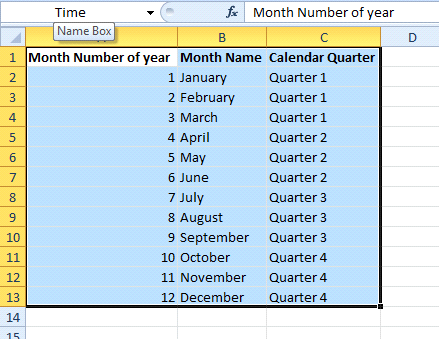 Time fx Month Number of year
Name Box
A B C D
1 Month Number of year Month Name Calendar Quarter
2 1 January Quarter 1
3 2 February Quarter 1
4 3 March Quarter 1
5 4 April Quarter 2
6 5 May Quarter 2
7 6 June Quarter 2
8 7 July Quarter 3
9 8 August Quarter 3
10 9 September Quarter 3
11 10 October Quarter 4
12 11 November Quarter 4
13 12 December Quarter 4
14
15